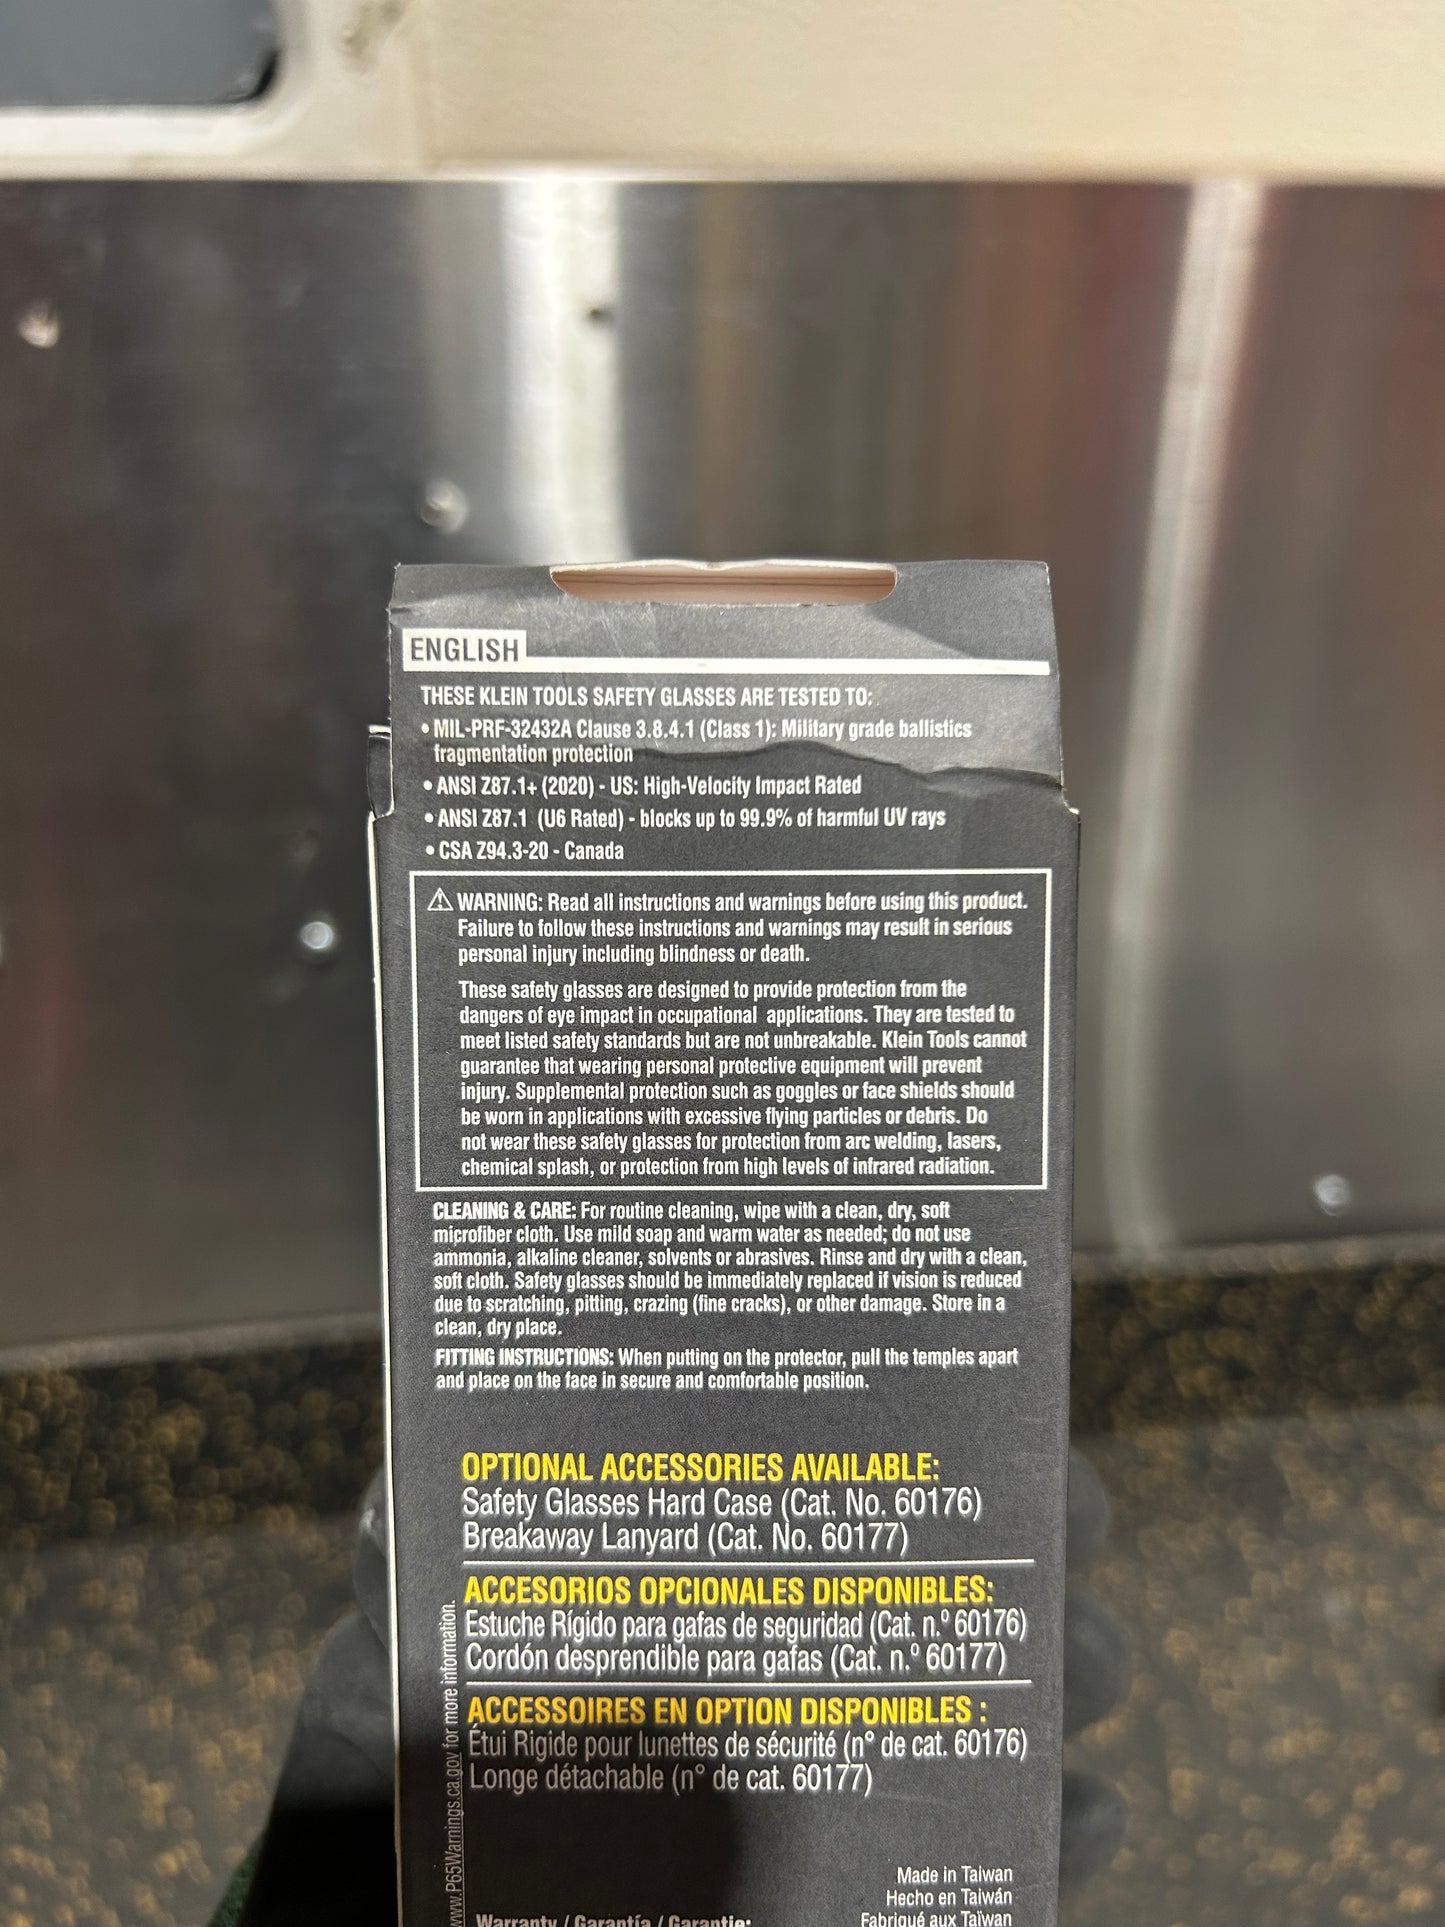 ENGLISH
THESE KLEIN TOOLS SAFETY GLASSES ARE TESTED TO:
• MIL-PRF-32432A Clause 3.8.4.1 (Class 1): Military grade ballistics
fragmentation protection
• ANSI Z87.1+ (2020) - US: High-Velocity Impact Rated
• ANSI Z87.1 (U6 Rated) - blocks up to 99.9% of harmful UV rays
• CSA Z94.3-20 - Canada
⚠ WARNING: Read all instructions and warnings before using this product.
Failure to follow these instructions and warnings may result in serious
personal injury including blindness or death.
These safety glasses are designed to provide protection from the
dangers of eye impact in occupational applications. They are tested to
meet listed safety standards but are not unbreakable. Klein Tools cannot
guarantee that wearing personal protective equipment will prevent
injury. Supplemental protection such as goggles or face shields should
be worn in applications with excessive flying particles or debris. Do
not wear these safety glasses for protection from arc welding, lasers,
chemical splash, or protection from high levels of infrared radiation.
CLEANING & CARE: For routine cleaning, wipe with a clean, dry, soft
microfiber cloth. Use mild soap and warm water as needed; do not use
ammonia, alkaline cleaner, solvents or abrasives. Rinse and dry with a clean,
soft cloth. Safety glasses should be immediately replaced if vision is reduced
due to scratching, pitting, crazing (fine cracks), or other damage. Store in a
clean, dry place.
FITTING INSTRUCTIONS: When putting on the protector, pull the temples apart
and place on the face in secure and comfortable position.
OPTIONAL ACCESSORIES AVAILABLE:
Safety Glasses Hard Case (Cat. No. 60176)
Breakaway Lanyard (Cat. No. 60177)
ACCESORIOS OPCIONALES DISPONIBLES:
Estuche Rígido para gafas de seguridad (Cat. n.º 60176)
Cordón desprendible para gafas (Cat. n.º 60177)
ACCESSOIRES EN OPTION DISPONIBLES :
Étui Rigide pour lunettes de sécurité (n° de cat. 60176)
Longe détachable (n° de cat. 60177)
www.P65Warnings.ca.gov for more information.
Made in Taiwan
Hecho en Taiwán
Fabriqué aux Taïwan
Warranty / Garantía / Garantie: